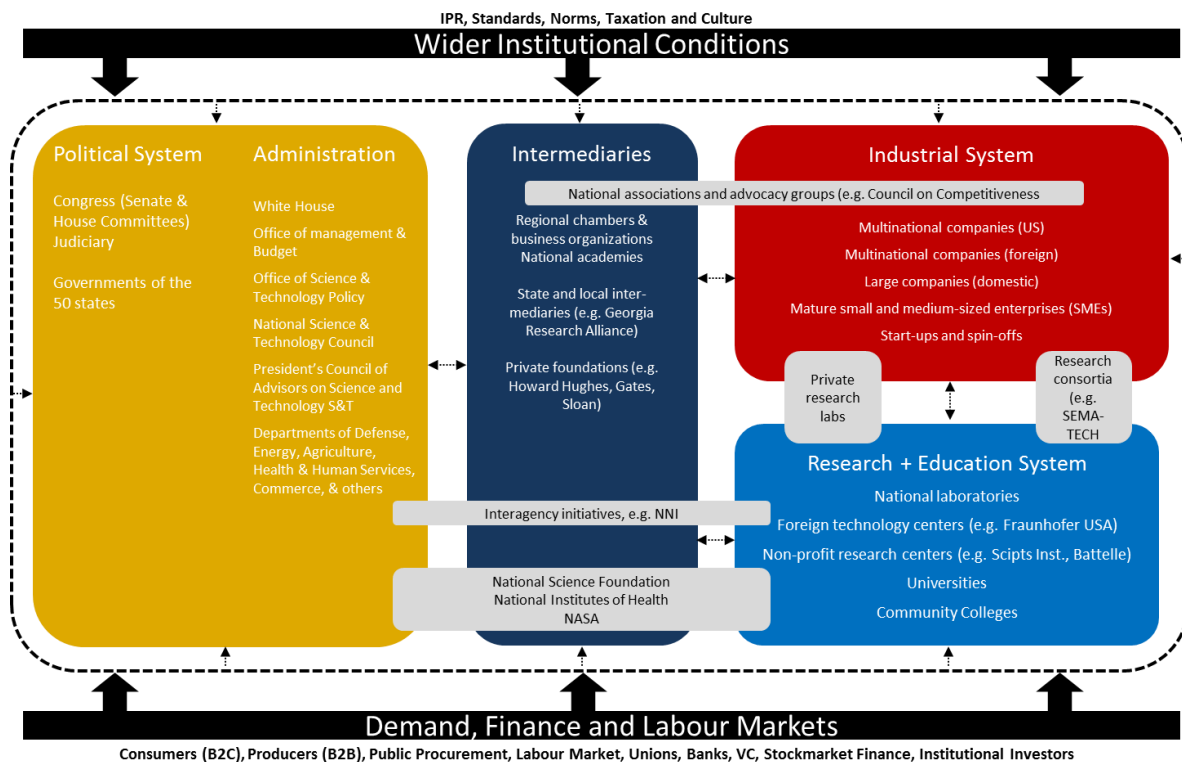 IPR, Standards, Norms, Taxation and Culture
Wider Institutional Conditions
Political System
Congress (Senate &
House Committees)
Judiciary
Governments of the
50 states
Administration
White House
Office of management &
Budget
Office of Science &
Technology Policy
National Science &
Technology Council
President's Council of
Advisors on Science and
Technology S&T
Departments of Defense,
Energy, Agriculture,
Health & Human Services,
Commerce, & others
Intermediaries
National associations and advocacy groups (e.g. Council on Competitiveness
Regional chambers &
business organizations
National academies
State and local inter-
mediaries (e.g. Georgia
Research Alliance)
Private foundations (e.g.
Howard Hughes, Gates,
Sloan)
Interagency initiatives, e.g. NNI
National Science Foundation
National Institutes of Health
NASA
Industrial System
Multinational companies (US)
Multinational companies (foreign)
Large companies (domestic)
Mature small and medium-sized enterprises (SMEs)
Start-ups and spin-offs
Private
research
labs
Research
consortia
(e.g.
SEMA-
TECH
Research + Education System
National laboratories
Foreign technology centers (e.g. Fraunhofer USA)
Non-profit research centers (e.g. Scipts Inst., Battelle)
Universities
Community Colleges
Demand, Finance and Labour Markets
Consumers (B2C), Producers (B2B), Public Procurement, Labour Market, Unions, Banks, VC, Stockmarket Finance, Institutional Investors